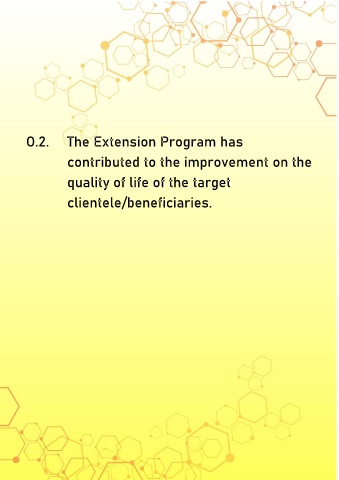 O.2. The Extension Program has
contributed to the improvement on the
quality of life of the target
clientele/beneficiaries.